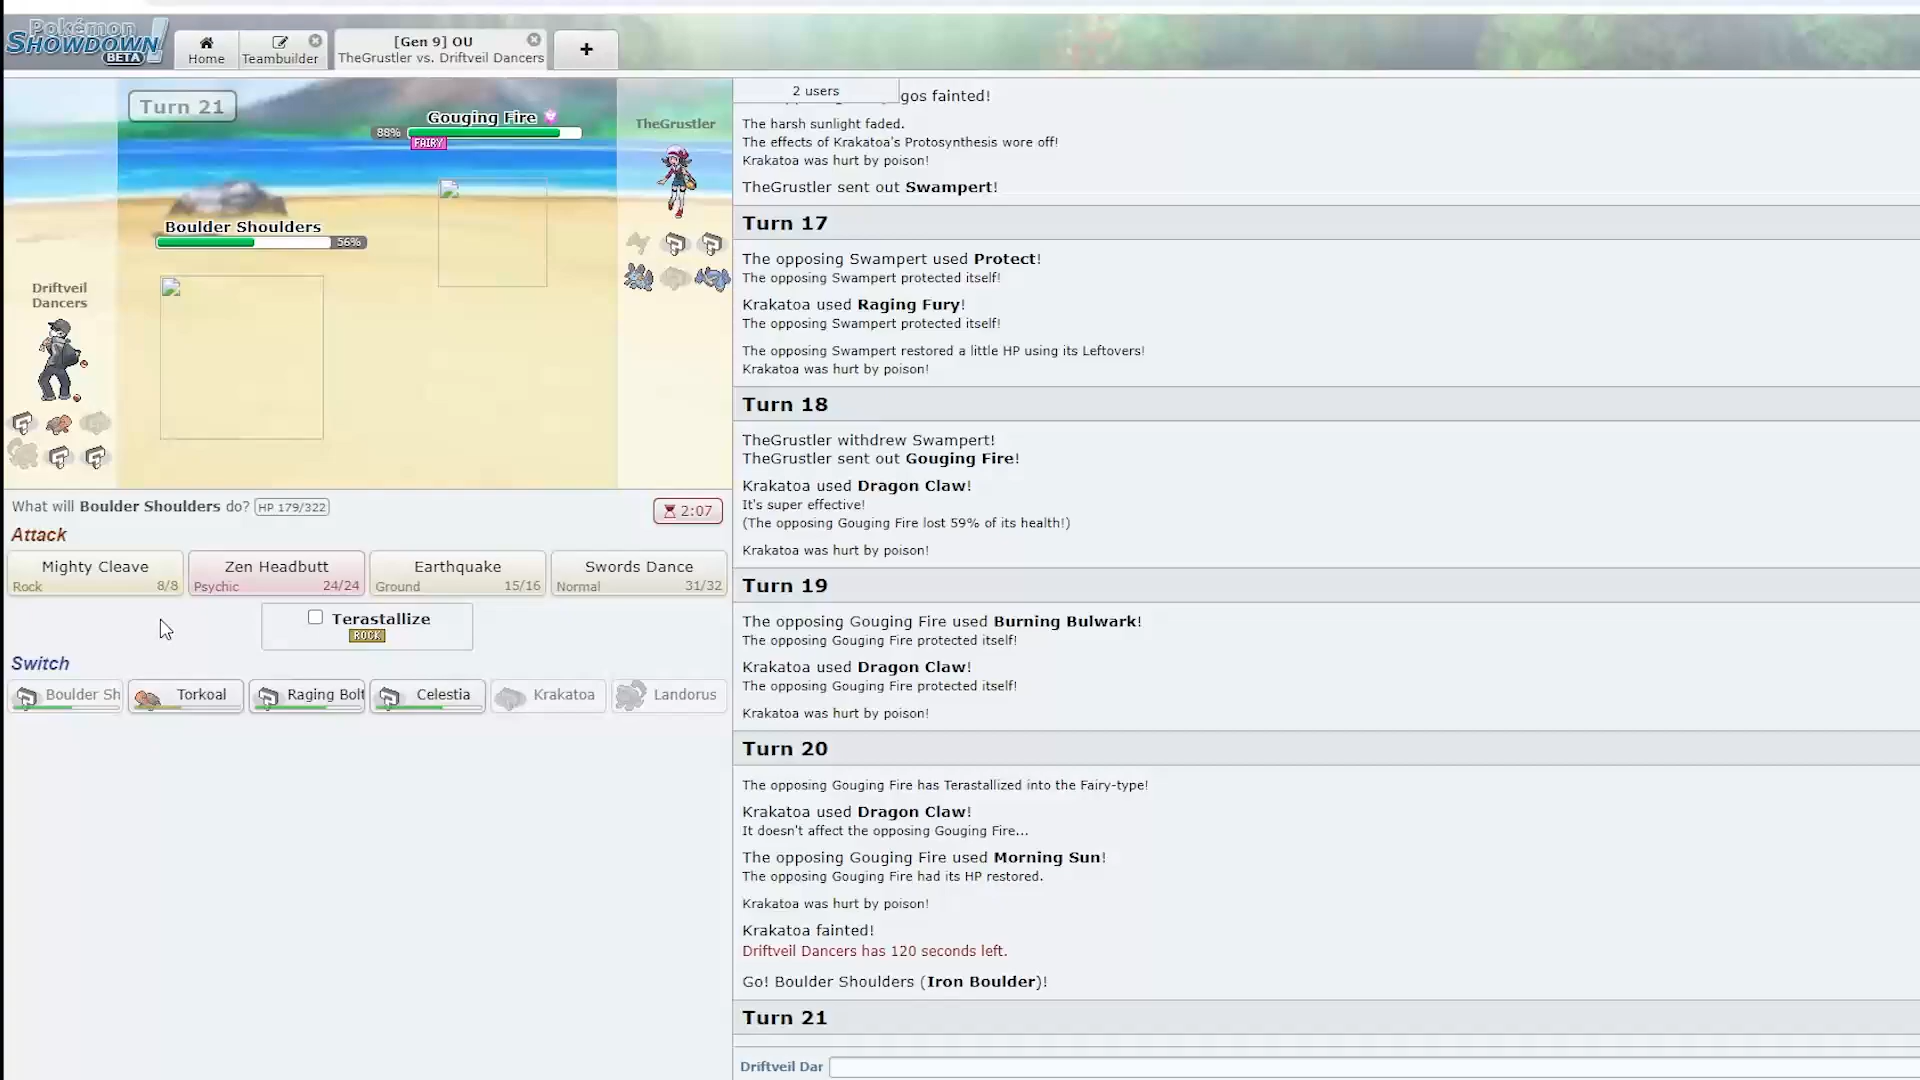 Pokémon
SHOWDOWN!
BETA
Home
Teambuilder
[Gen 9] OU
TheGrustler vs. Driftveil Dancers
+
Turn 21
Gouging Fire
88%
FAIRY
TheGrustler
Boulder Shoulders
56%
Driftveil
Dancers
What will Boulder Shoulders do? HP 179/322
2:07
Attack
Mighty Cleave
Rock 8/8
Zen Headbutt
Psychic 24/24
Earthquake
Ground 15/16
Swords Dance
Normal 31/32
Terastallize
ROCK
Switch
Boulder Sh
Torkoal
Raging Bolt
Celestia
Krakatoa
Landorus
2 users
gos fainted!
The harsh sunlight faded.
The effects of Krakatoa's Protosynthesis wore off!
Krakatoa was hurt by poison!
TheGrustler sent out Swampert!
Turn 17
The opposing Swampert used Protect!
The opposing Swampert protected itself!
Krakatoa used Raging Fury!
The opposing Swampert protected itself!
The opposing Swampert restored a little HP using its Leftovers!
Krakatoa was hurt by poison!
Turn 18
TheGrustler withdrew Swampert!
TheGrustler sent out Gouging Fire!
Krakatoa used Dragon Claw!
It's super effective!
(The opposing Gouging Fire lost 59% of its health!)
Krakatoa was hurt by poison!
Turn 19
The opposing Gouging Fire used Burning Bulwark!
The opposing Gouging Fire protected itself!
Krakatoa used Dragon Claw!
The opposing Gouging Fire protected itself!
Krakatoa was hurt by poison!
Turn 20
The opposing Gouging Fire has Terastallized into the Fairy-type!
Krakatoa used Dragon Claw!
It doesn't affect the opposing Gouging Fire...
The opposing Gouging Fire used Morning Sun!
The opposing Gouging Fire had its HP restored.
Krakatoa was hurt by poison!
Krakatoa fainted!
Driftveil Dancers has 120 seconds left.
Go! Boulder Shoulders (Iron Boulder)!
Turn 21
Driftveil Dar